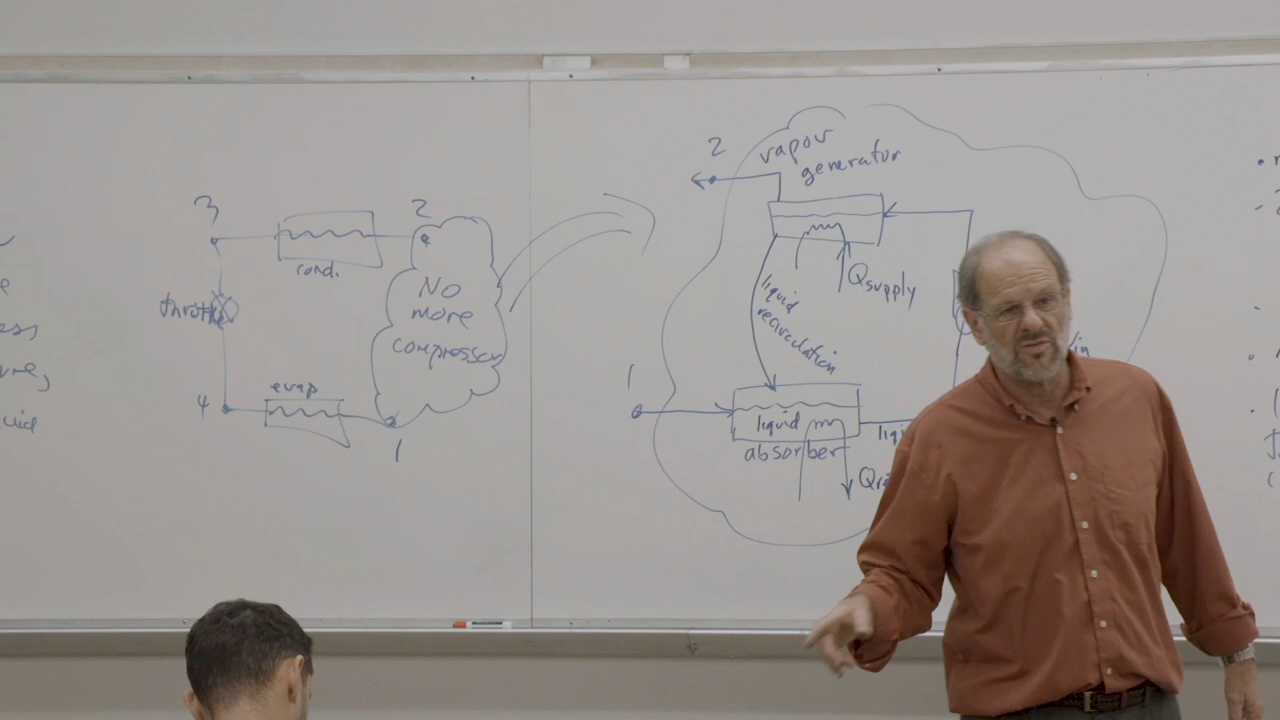 3
2
cond.
throttle
No
more
compressor
4
evap
1
2
vapor
generator
Qsupply
liquid
recirculation
1
liquid
absorber
in